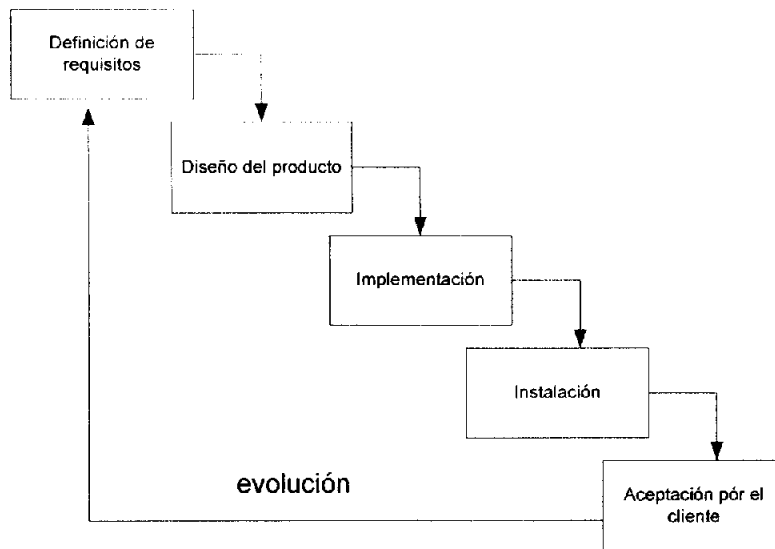 Definición de
requisitos
Diseño del producto
Implementación
Instalación
Aceptación pór el
cliente
evolución